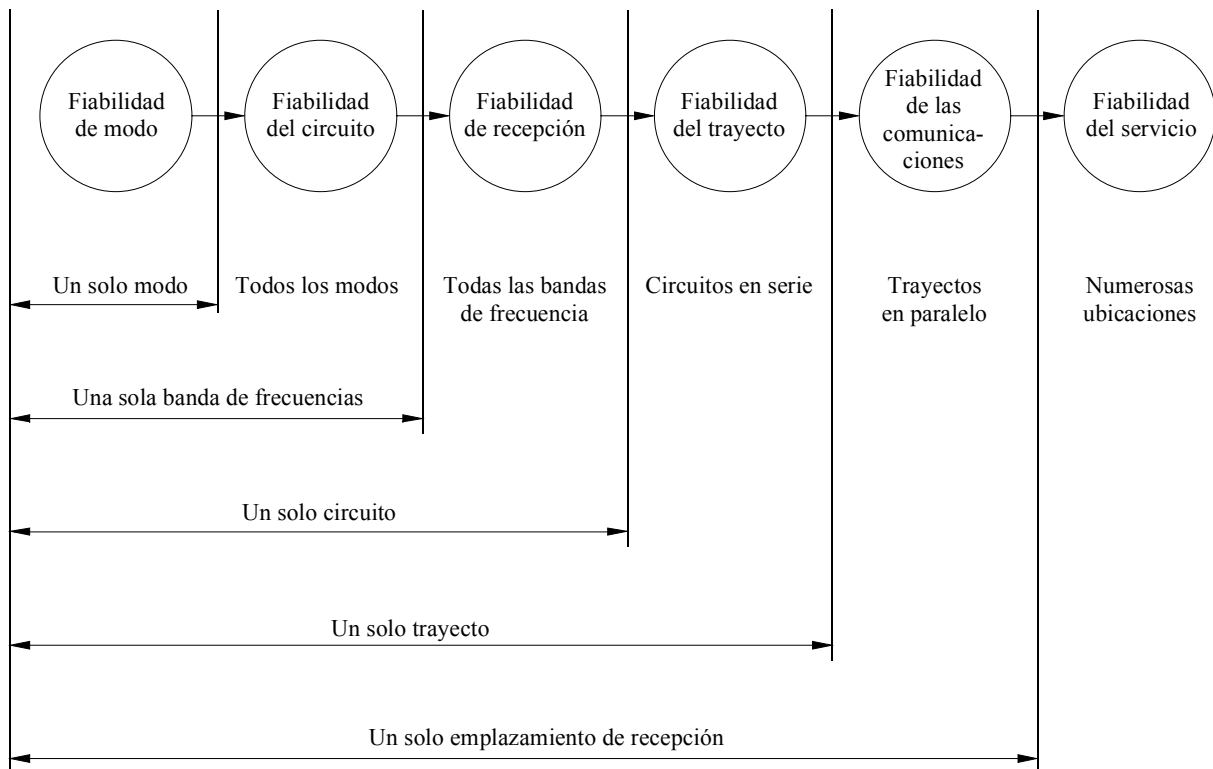 Fiabilidad
de modo
Fiabilidad
del circuito
Fiabilidad
de recepción
Fiabilidad
del trayecto
Fiabilidad
de las
comunica-
ciones
Fiabilidad
del servicio
Un solo modo
Todos los modos
Todas las bandas
de frecuencia
Circuitos en serie
Trayectos
en paralelo
Numerosas
ubicaciones
Una sola banda de frecuencias
Un solo circuito
Un solo trayecto
Un solo emplazamiento de recepción